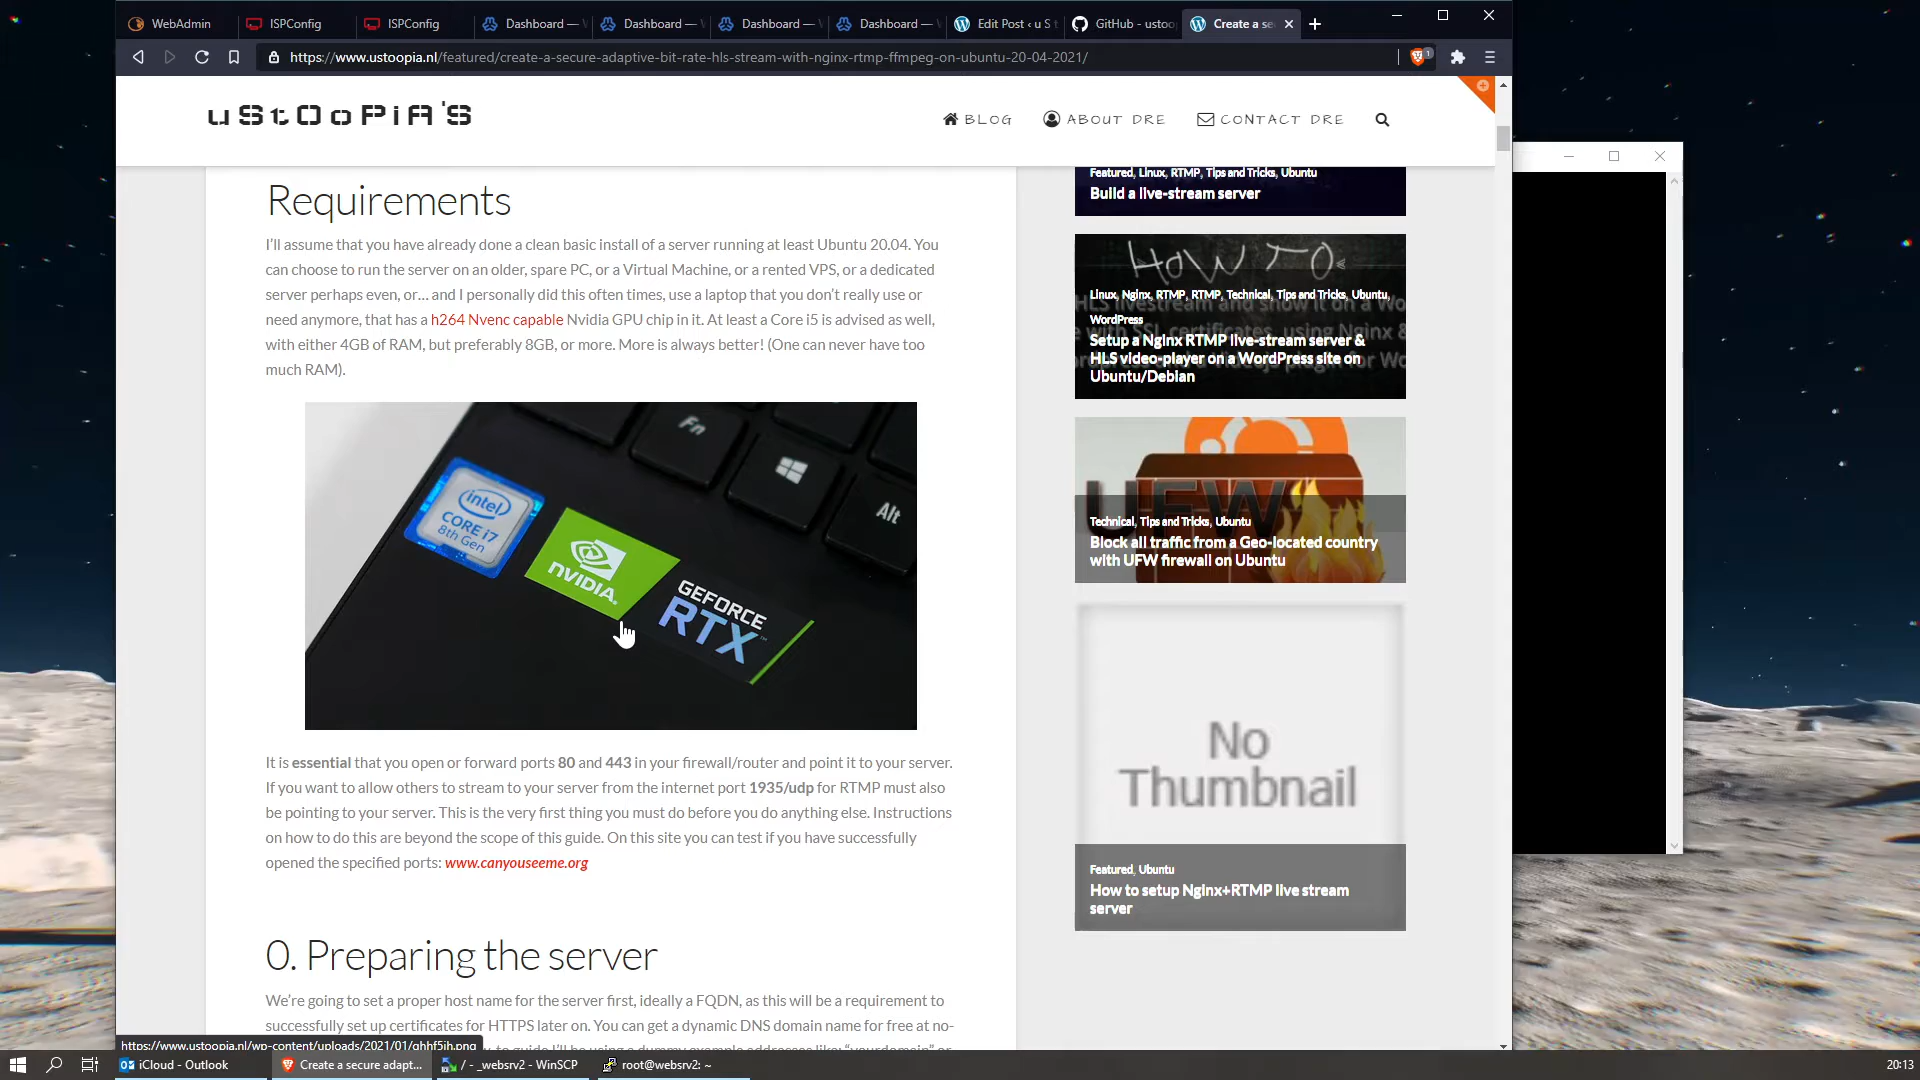 WebAdmin
ISPConfig
ISPConfig
Dashboard —
Dashboard —
Dashboard —
Dashboard —
Edit Post ‹ u S t
GitHub - ustoo
Create a se
https://www.ustoopia.nl/featured/create-a-secure-adaptive-bit-rate-hls-stream-with-nginx-rtmp-ffmpeg-on-ubuntu-20-04-2021/
1
uStOoPiA'S
BLOG
ABOUT DRE
CONTACT DRE
Requirements
I'll assume that you have already done a clean basic install of a server running at least Ubuntu 20.04. You
can choose to run the server on an older, spare PC, or a Virtual Machine, or a rented VPS, or a dedicated
server perhaps even, or… and I personally did this often times, use a laptop that you don't really use or
need anymore, that has a h264 Nvenc capable Nvidia GPU chip in it. At least a Core i5 is advised as well,
with either 4GB of RAM, but preferably 8GB, or more. More is always better! (One can never have too
much RAM).
Fn
Alt
intel
CORE i7
8th Gen
NVIDIA.
GEFORCE
RTX
It is essential that you open or forward ports 80 and 443 in your firewall/router and point it to your server.
If you want to allow others to stream to your server from the internet port 1935/udp for RTMP must also
be pointing to your server. This is the very first thing you must do before you do anything else. Instructions
on how to do this are beyond the scope of this guide. On this site you can test if you have successfully
opened the specified ports: www.canyouseeme.org
0. Preparing the server
We're going to set a proper host name for the server first, ideally a FQDN, as this will be a requirement to
successfully set up certificates for HTTPS later on. You can get a dynamic DNS domain name for free at no-
Featured, Linux, RTMP, Tips and Tricks, Ubuntu
Build a live-stream server
HOW TO
Linux, Nginx, RTMP, RTMP, Technical, Tips and Tricks, Ubuntu,
WordPress
Setup a Nginx RTMP live-stream server &
HLS video-player on a WordPress site on
Ubuntu/Debian
UFW
Technical, Tips and Tricks, Ubuntu
Block all traffic from a Geo-located country
with UFW firewall on Ubuntu
No
Thumbnail
Featured, Ubuntu
How to setup Nginx+RTMP live stream
server
https://www.ustoopia.nl/wp-content/uploads/2021/01/ghhf5ih.png
iCloud - Outlook
Create a secure adapt...
/ - _websrv2 - WinSCP
root@websrv2: ~
20:13